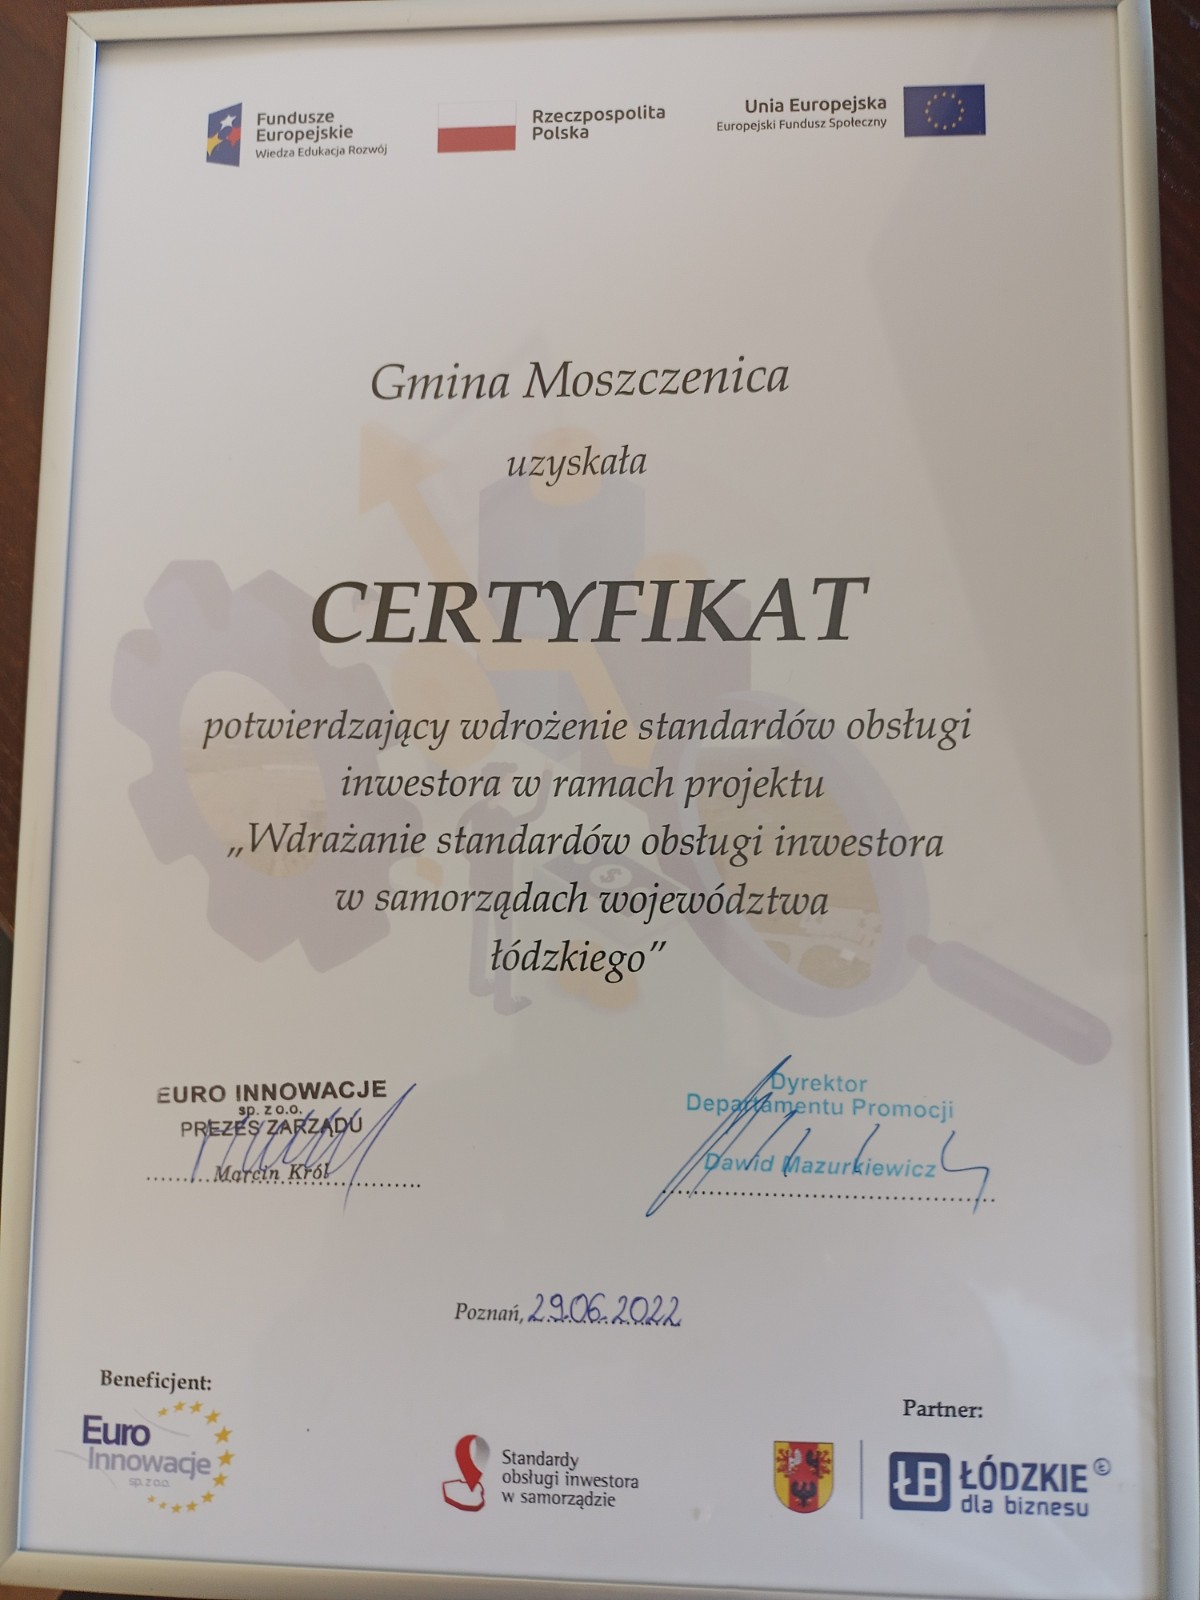 Fundusze
Europejskie
Wiedza Edukacja Rozwój
Rzeczpospolita
Polska
Unia Europejska
Europejski Fundusz Społeczny
Gmina Moszczenica
uzyskała
CERTYFIKAT
potwierdzający wdrożenie standardów obsługi
inwestora w ramach projektu
„Wdrażanie standardów obsługi inwestora
w samorządach województwa
łódzkiego”
EURO INNOWACJE
sp. z o.o.
PREZES ZARZĄDU
Marcin Król
Dyrektor
Departamentu Promocji
Dawid Mazurkiewicz
Poznań, 29.06.2022
Beneficjent:
Euro
Innowacje
sp. z o.o.
Standardy
obsługi inwestora
w samorządzie
Partner:
ŁB ŁÓDZKIE Ł
dla biznesu